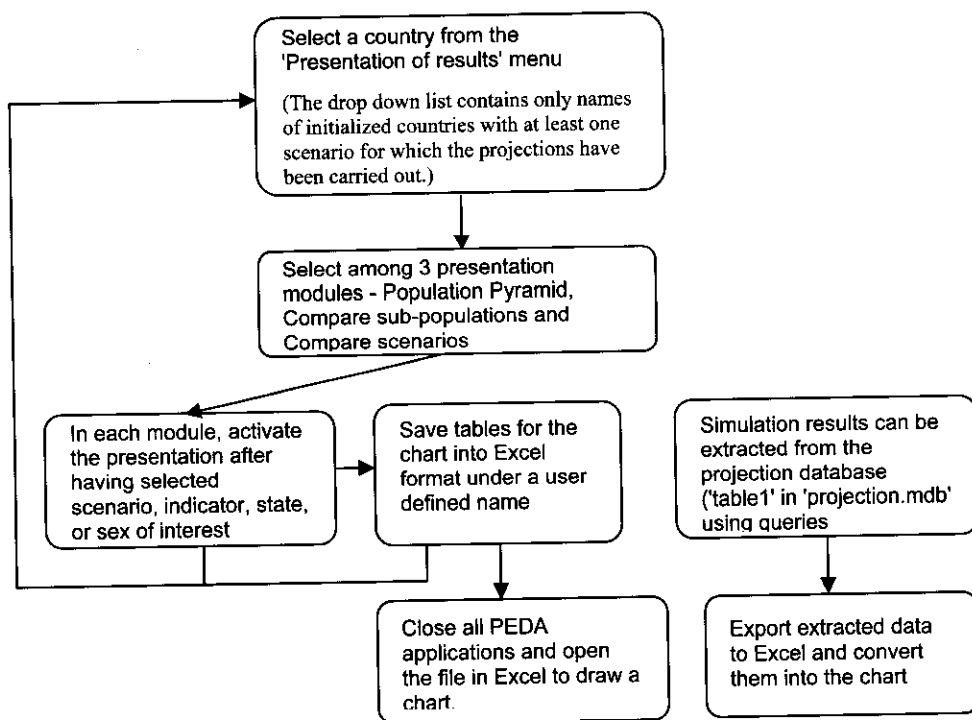 Select a country from the
'Presentation of results' menu
(The drop down list contains only names
of initialized countries with at least one
scenario for which the projections have
been carried out.)
Select among 3 presentation
modules - Population Pyramid,
Compare sub-populations and
Compare scenarios
In each module, activate
the presentation after
having selected
scenario, indicator, state,
or sex of interest
Save tables for the
chart into Excel
format under a user
defined name
Simulation results can be
extracted from the
projection database
('table1' in 'projection.mdb'
using queries
Close all PEDA
applications and open
the file in Excel to draw a
chart.
Export extracted data
to Excel and convert
them into the chart